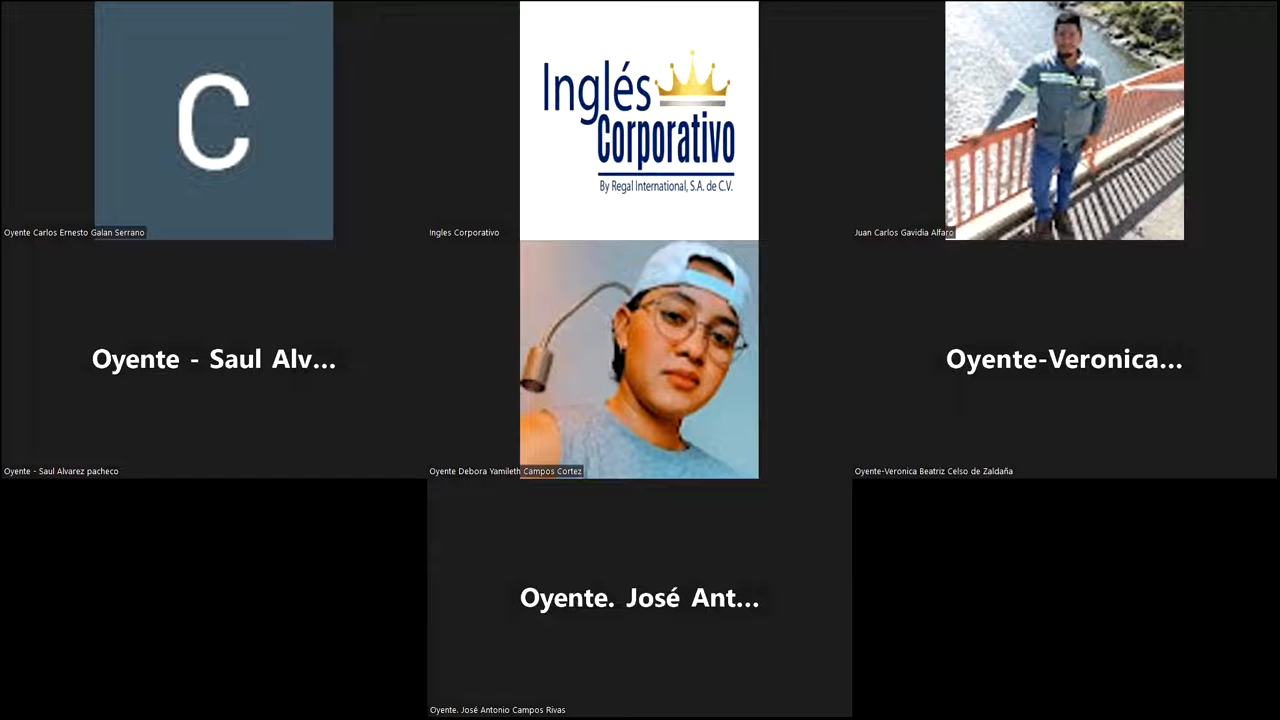 C
Oyente Carlos Ernesto Galan Serrano
Inglés
Corporativo
By Regal International, S.A. de C.V.
Ingles Corporativo
Juan Carlos Gavidia Alfaro
Oyente - Saul Alv...
Oyente - Saul Alvarez pacheco
Oyente Debora Yamileth Campos Cortez
Oyente-Veronica...
Oyente-Veronica Beatriz Celso de Zaldaña
Oyente. José Ant...
Oyente. José Antonio Campos Rivas